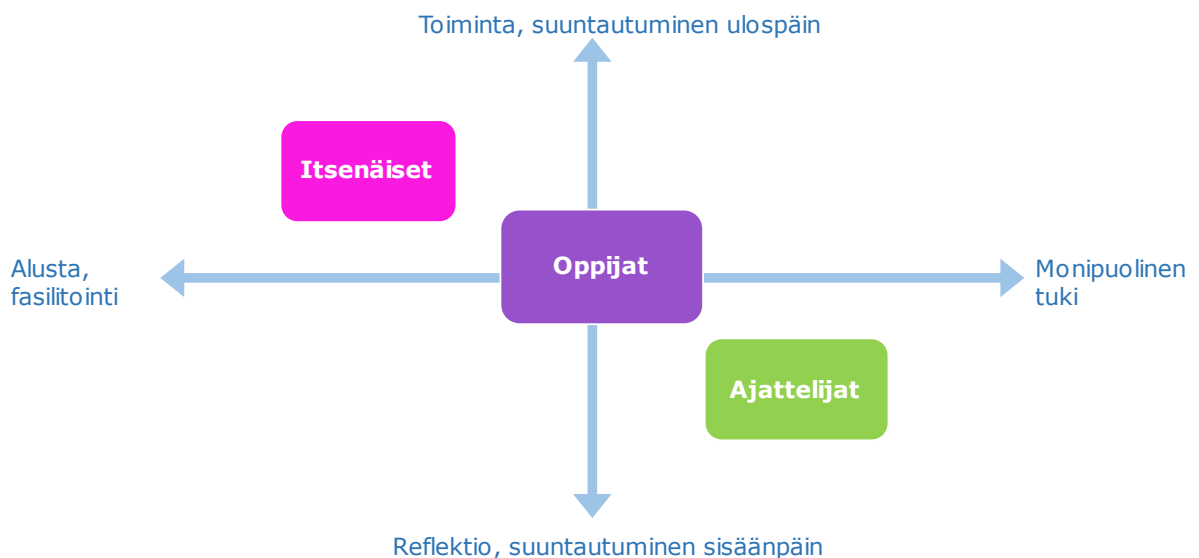 Toiminta, suuntautuminen ulospäin
Itsenäiset
Oppijat
Alusta,
fasilitointi
Monipuolinen
tuki
Ajattelijat
Reflektio, suuntautuminen sisäänpäin